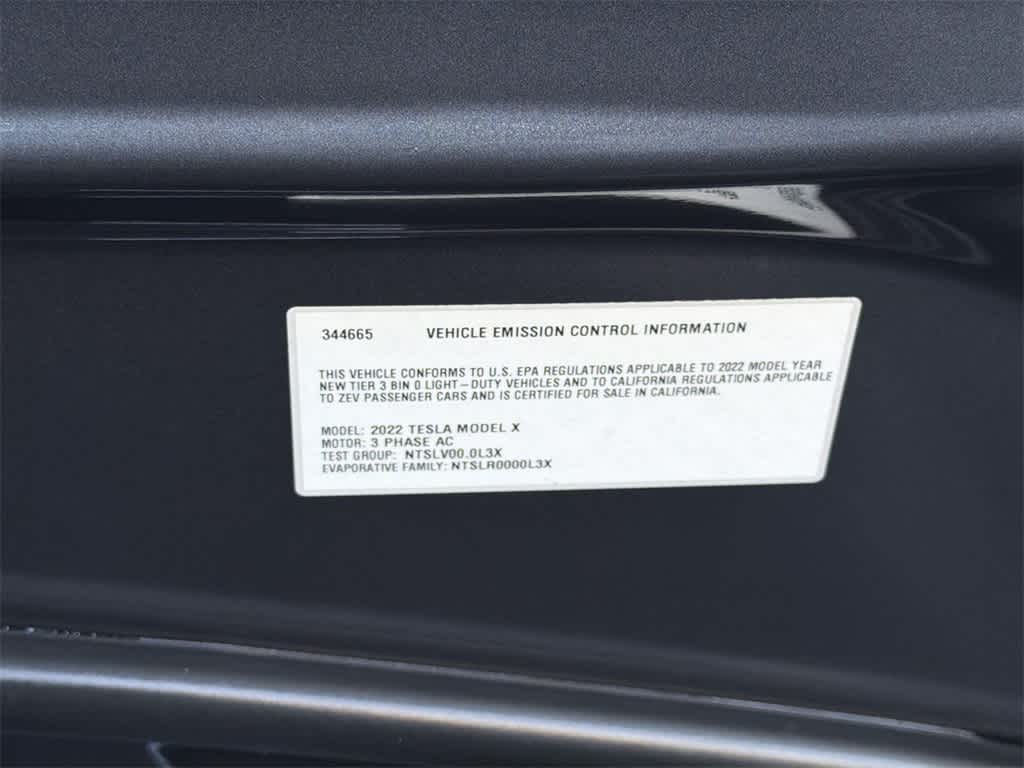 344665 VEHICLE EMISSION CONTROL INFORMATION
THIS VEHICLE CONFORMS TO U.S. EPA REGULATIONS APPLICABLE TO 2022 MODEL YEAR
NEW TIER 3 BIN 0 LIGHT-DUTY VEHICLES AND TO CALIFORNIA REGULATIONS APPLICABLE
TO ZEV PASSENGER CARS AND IS CERTIFIED FOR SALE IN CALIFORNIA.
MODEL: 2022 TESLA MODEL X
MOTOR: 3 PHASE AC
TEST GROUP: NTSLV00.0L3X
EVAPORATIVE FAMILY: NTSLR0000L3X